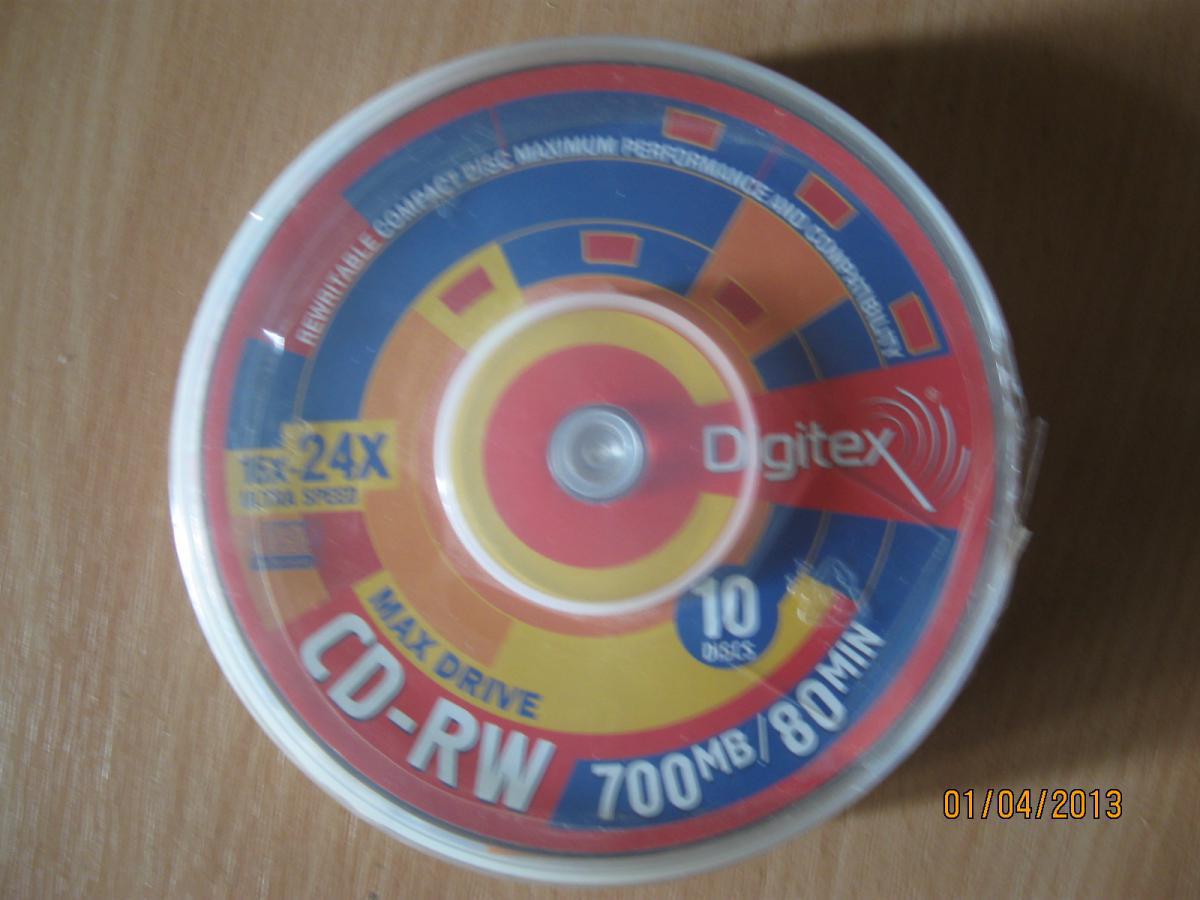 REWRITABLE COMPACT DISC MAXIMUM PERFORMANCE AND COMPATIBILITY
Digitex
16X-24X
ULTRA SPEED
10
DISCS
MAX DRIVE
CD-RW
700MB/80MIN
01/04/2013